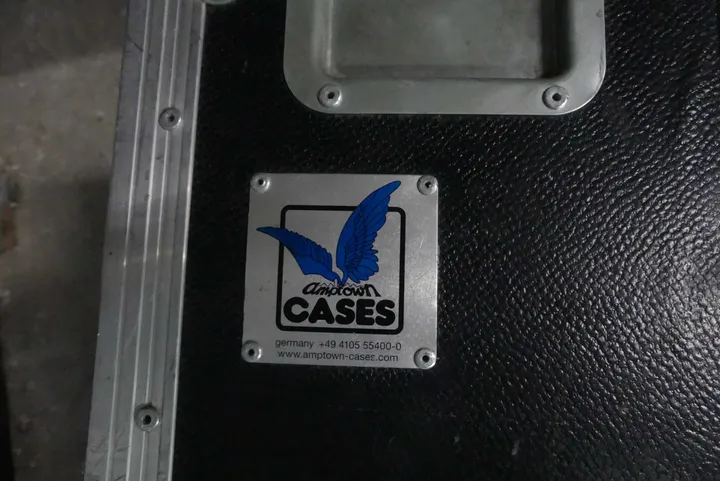 amptown
CASES
germany +49 4105 55400-0
www.amptown-cases.com